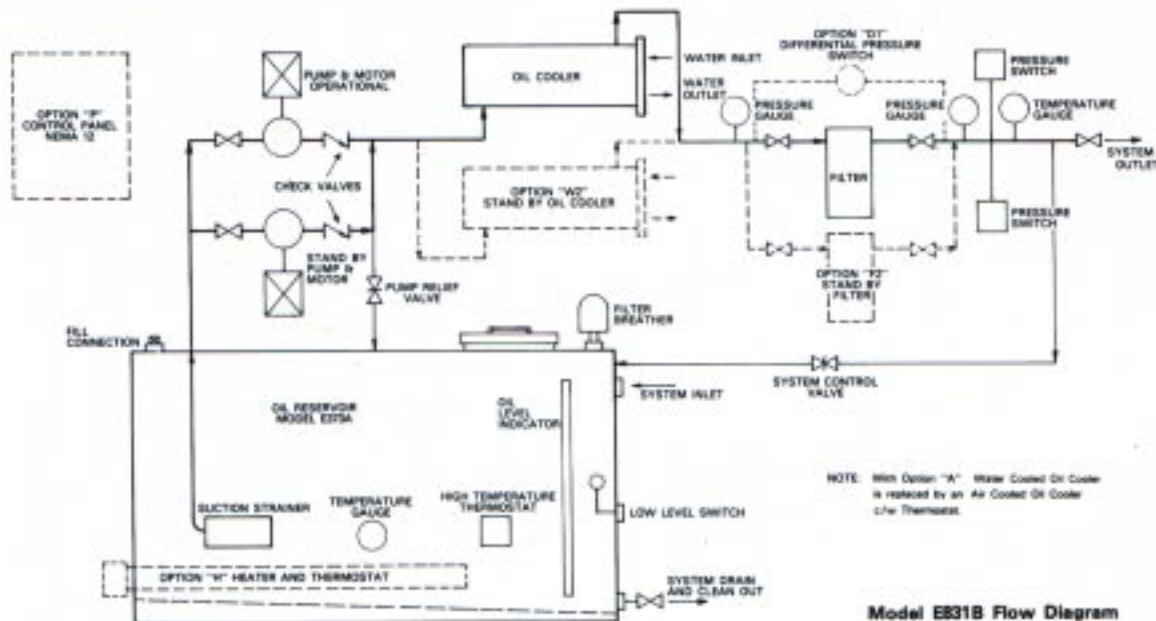 OPTION "P"
CONTROL PANEL
NEMA 12
PUMP & MOTOR
OPERATIONAL
OIL COOLER
WATER INLET
WATER
OUTLET
OPTION "D1"
DIFFERENTIAL PRESSURE
SWITCH
PRESSURE
GAUGE
PRESSURE
GAUGE
PRESSURE
SWITCH
TEMPERATURE
GAUGE
SYSTEM
OUTLET
CHECK VALVES
OPTION "W2"
STAND BY OIL COOLER
FILTER
PRESSURE
SWITCH
STAND BY
PUMP &
MOTOR
PUMP RELIEF
VALVE
OPTION "F2"
STAND BY
FILTER
FILTER
BREATHER
FILL
CONNECTION
SYSTEM CONTROL
VALVE
SYSTEM INLET
OIL RESERVOIR
MODEL E375A
OIL
LEVEL
INDICATOR
NOTE: With Option "A" Water Cooled Oil Cooler
is replaced by an Air Cooled Oil Cooler
c/w Thermostat.
SUCTION STRAINER
TEMPERATURE
GAUGE
HIGH TEMPERATURE
THERMOSTAT
LOW LEVEL SWITCH
OPTION "H" HEATER AND THERMOSTAT
SYSTEM DRAIN
AND CLEAN OUT
Model E831B Flow Diagram